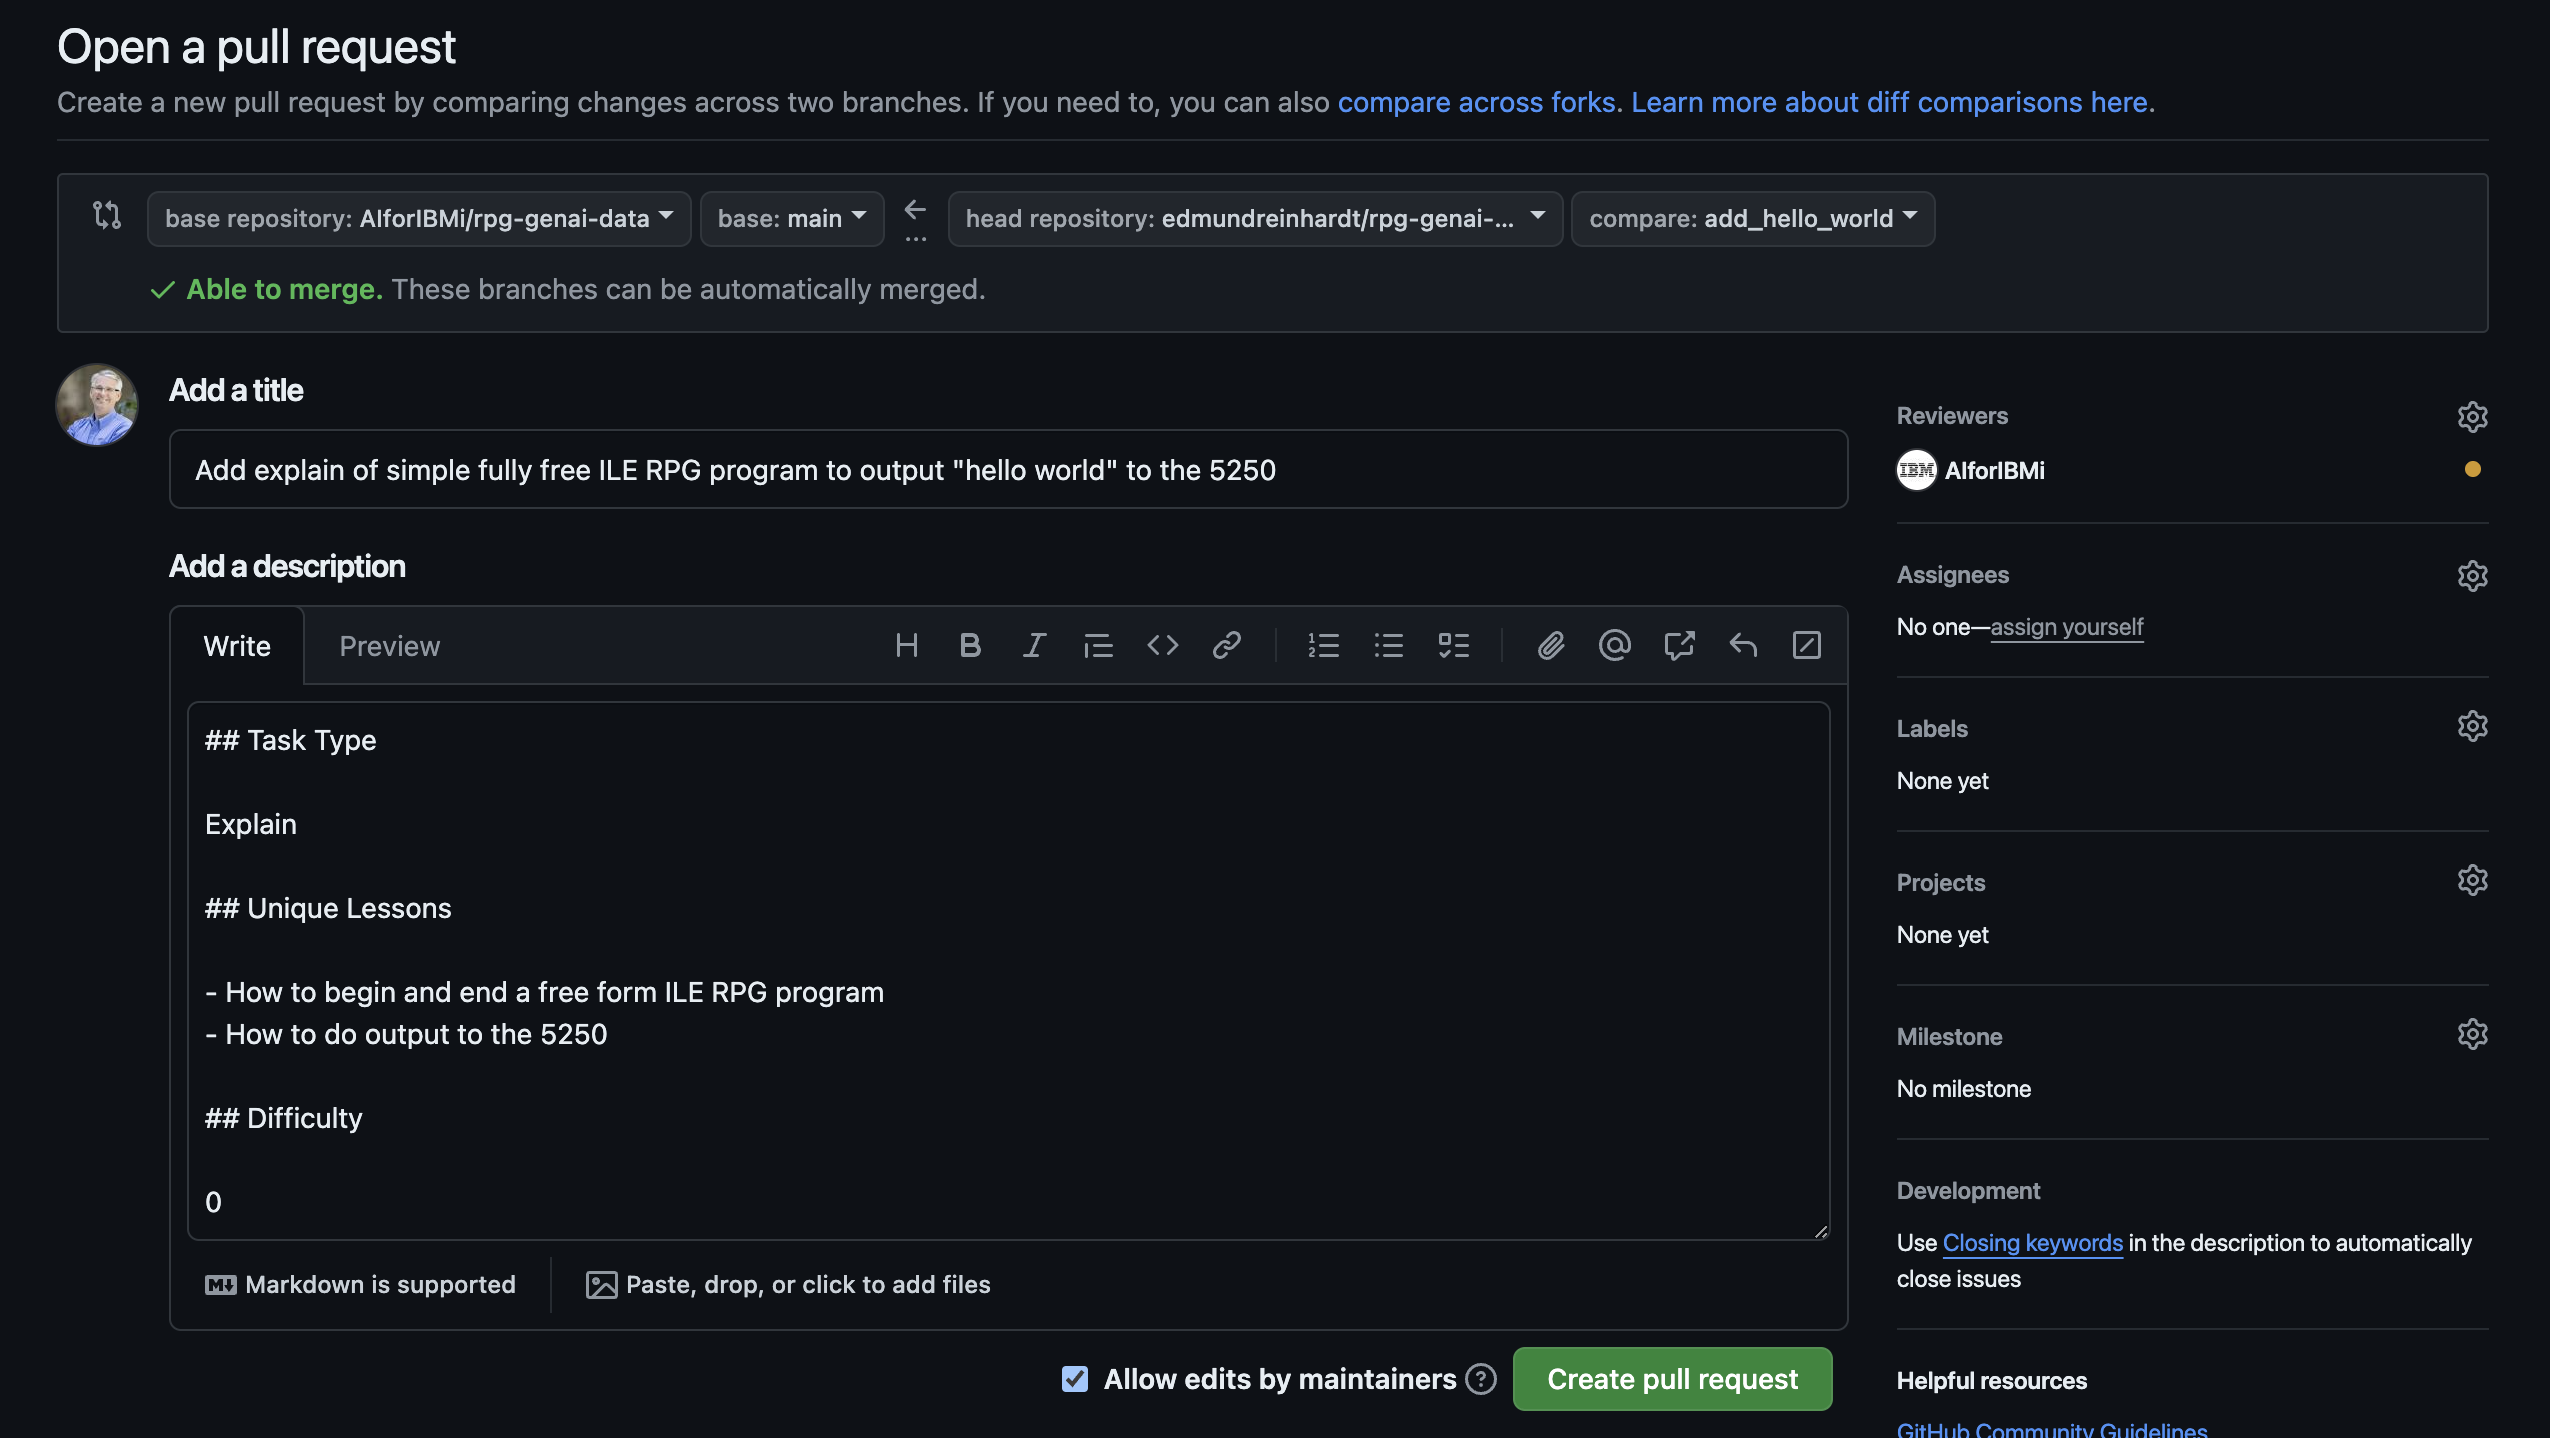 Open a pull request
Create a new pull request by comparing changes across two branches. If you need to, you can also compare across forks. Learn more about diff comparisons here.
base repository: AIforIBMi/rpg-genai-data base: main ... head repository: edmundreinhardt/rpg-genai-... compare: add_hello_world
Able to merge. These branches can be automatically merged.
Add a title
Add explain of simple fully free ILE RPG program to output "hello world" to the 5250
Add a description
Write Preview
## Task Type
Explain
## Unique Lessons
- How to begin and end a free form ILE RPG program
- How to do output to the 5250
## Difficulty
0
Markdown is supported
Paste, drop, or click to add files
Allow edits by maintainers
Create pull request
Reviewers
IBM AIforIBMi
Assignees
No one—assign yourself
Labels
None yet
Projects
None yet
Milestone
No milestone
Development
Use Closing keywords in the description to automatically
close issues
Helpful resources
GitHub Community Guidelines